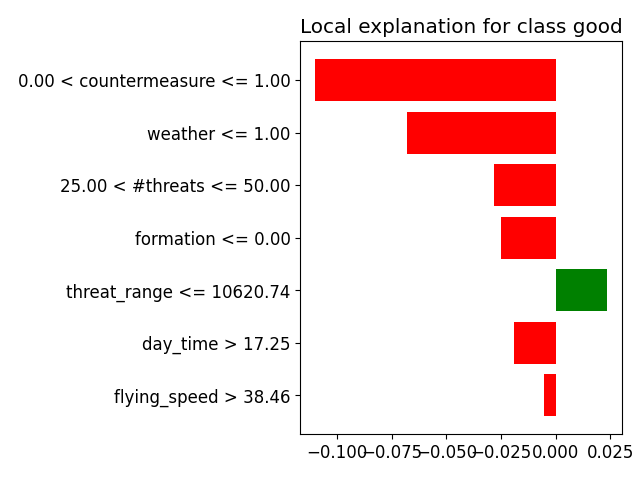 Local explanation for class good
0.00 < countermeasure <= 1.00
weather <= 1.00
25.00 < #threats <= 50.00
formation <= 0.00
threat_range <= 10620.74
day_time > 17.25
flying_speed > 38.46
−0.100 −0.075 −0.050 −0.025 0.000 0.025